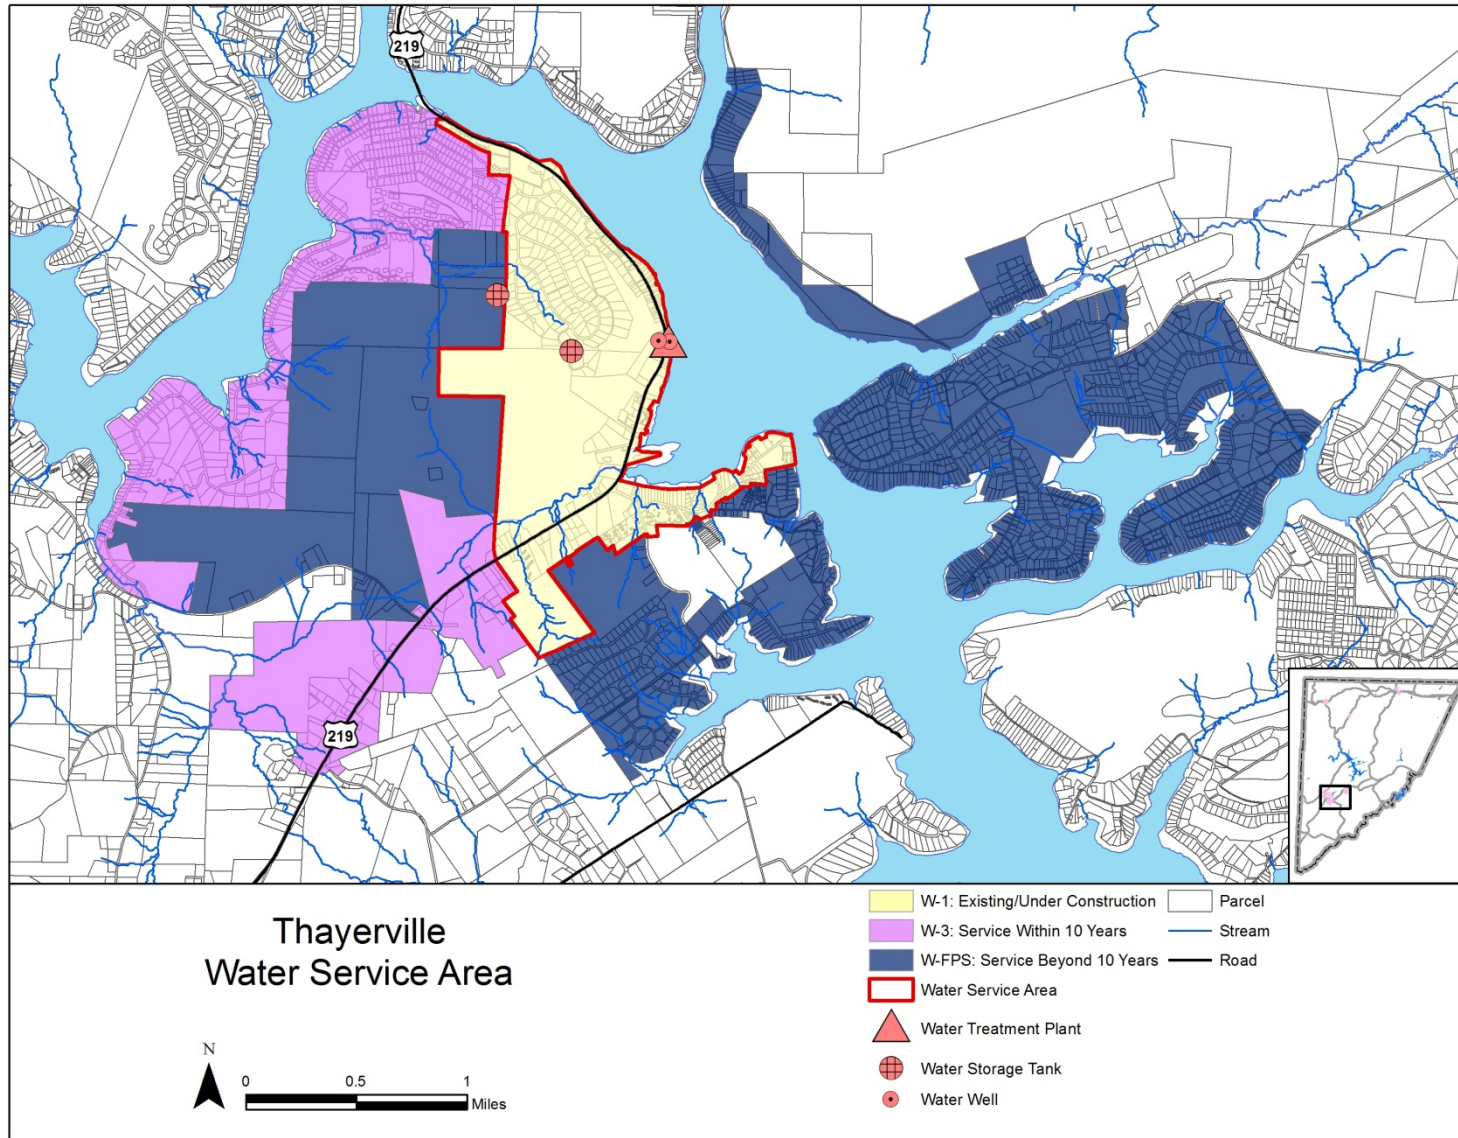 219
219
Thayerville
Water Service Area
N
0 0.5 1
Miles
W-1: Existing/Under Construction
W-3: Service Within 10 Years
W-FPS: Service Beyond 10 Years
Water Service Area
Water Treatment Plant
Water Storage Tank
Water Well
Parcel
Stream
Road